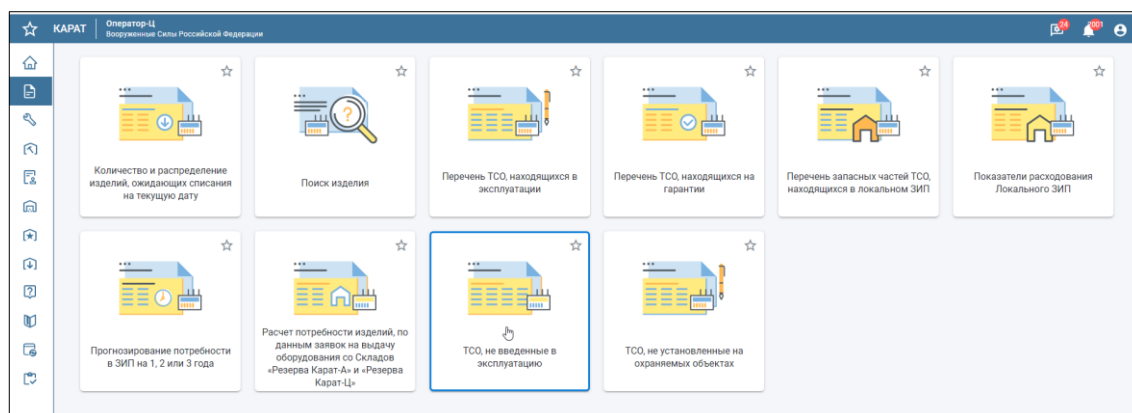 КАРАТ
Оператор-Ц
Вооруженные Силы Российской Федерации
24
2001
Количество и распределение
изделий, ожидающих списания
на текущую дату
Поиск изделия
Перечень ТСО, находящихся в
эксплуатации
Перечень ТСО, находящихся на
гарантии
Перечень запасных частей ТСО,
находящихся в локальном ЗИП
Показатели расходования
Локального ЗИП
Прогнозирование потребности
в ЗИП на 1, 2 или 3 года
Расчет потребности изделий, по
данным заявок на выдачу
оборудования со Складов
«Резерва Карат-А» и «Резерва
Карат-Ц»
ТСО, не введенные в
эксплуатацию
ТСО, не установленные на
охраняемых объектах